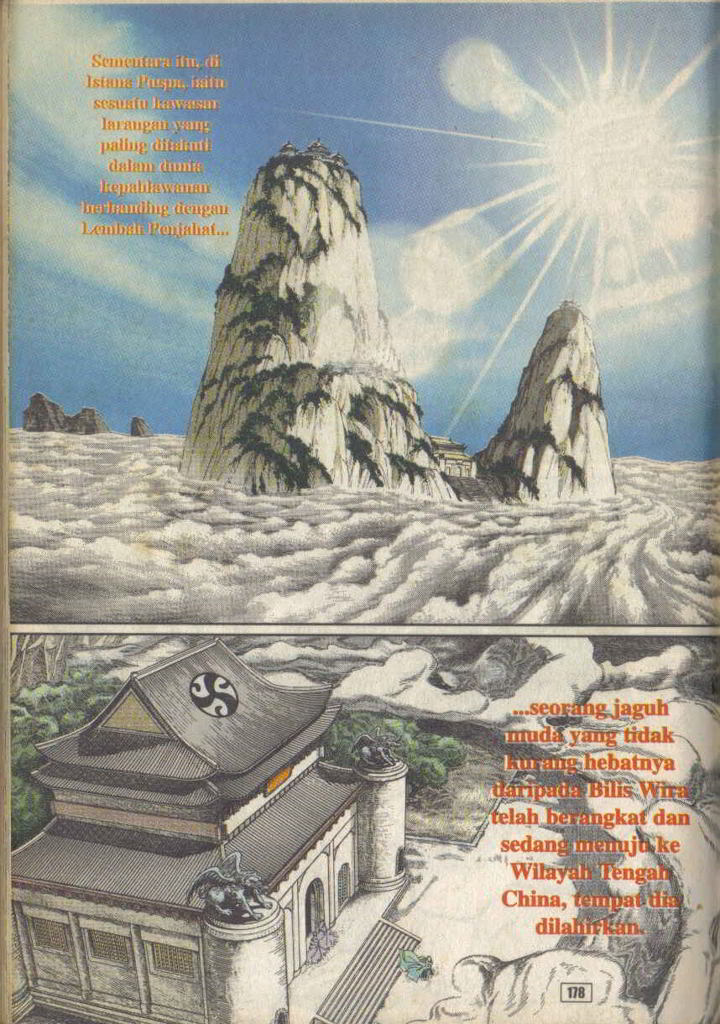 Sementara itu, di
Istana Puspa, iaitu
sesuatu kawasan
larangan yang
paling ditakuti
dalam dunia
kepahlawanan
berbanding dengan
Lembah Penjahat...
...seorang jaguh
muda yang tidak
kurang hebatnya
daripada Bilis Wira
telah berangkat dan
sedang menuju ke
Wilayah Tengah
China, tempat dia
dilahirkan.
178